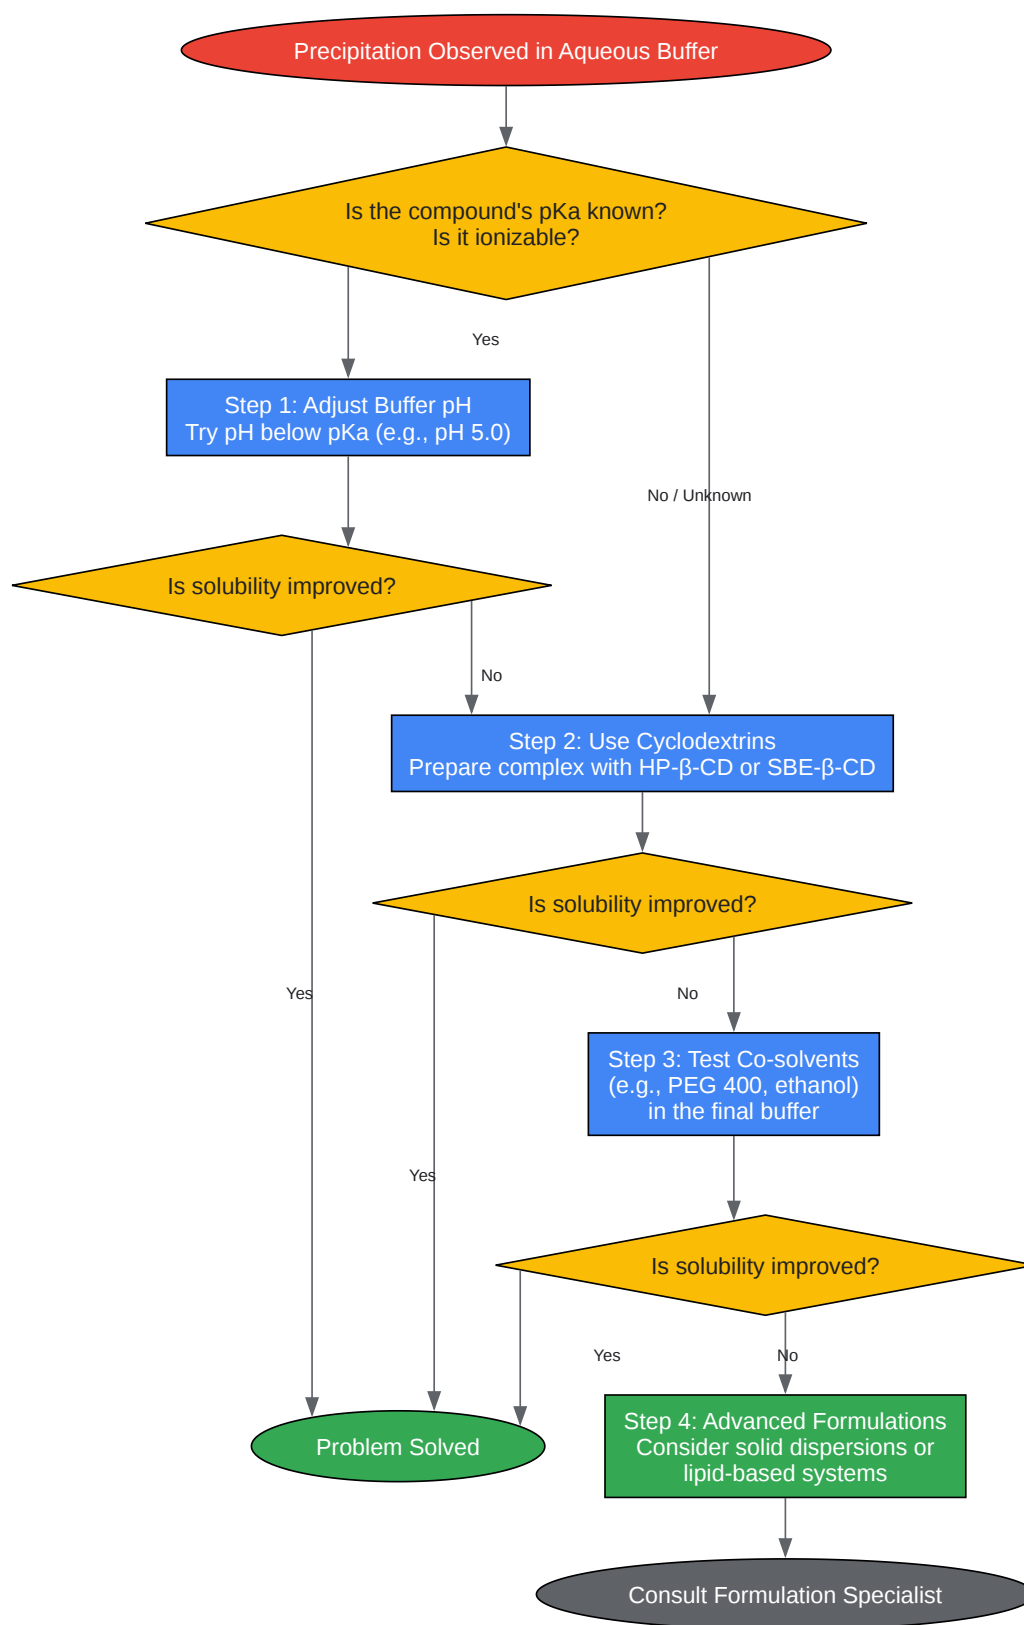 Precipitation Observed in Aqueous Buffer
Is the compound's pKa known?
Is it ionizable?
Yes
Step 1: Adjust Buffer pH
Try pH below pKa (e.g., pH 5.0)
No / Unknown
Is solubility improved?
No
Step 2: Use Cyclodextrins
Prepare complex with HP-β-CD or SBE-β-CD
Is solubility improved?
Yes
No
Step 3: Test Co-solvents
(e.g., PEG 400, ethanol)
in the final buffer
Yes
Is solubility improved?
Yes
No
Step 4: Advanced Formulations
Consider solid dispersions or
lipid-based systems
Problem Solved
Consult Formulation Specialist